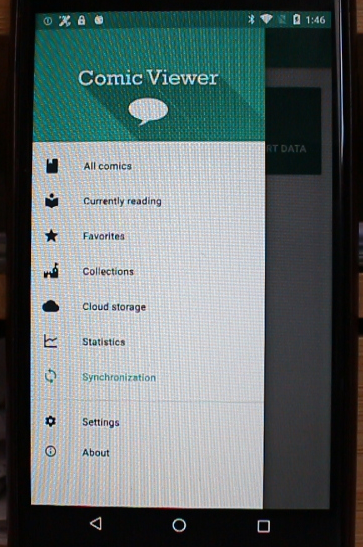 1:46
Comic Viewer
RT DATA
All comics
Currently reading
Favorites
Collections
Cloud storage
Statistics
Synchronization
Settings
About